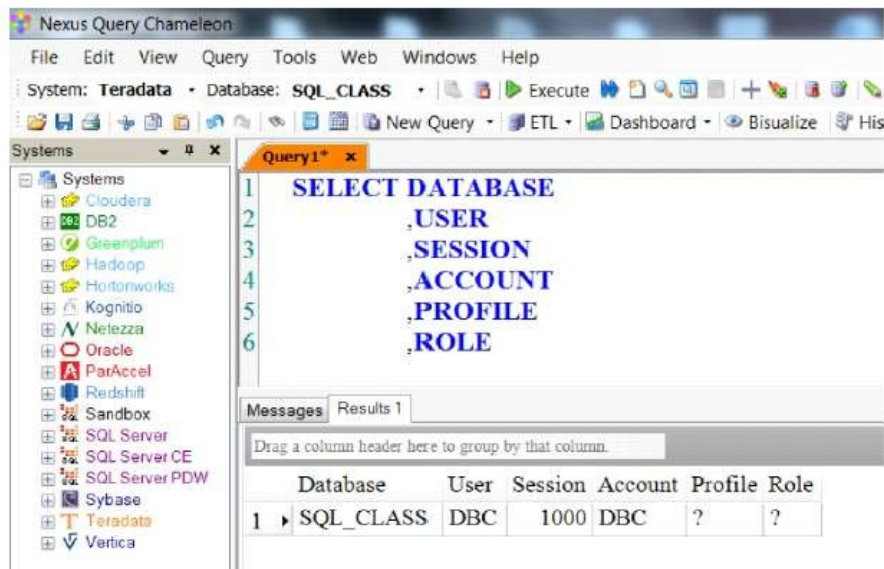 Nexus Query Chameleon
File Edit View Query Tools Web Windows Help
System: Teradata Database: SQL_CLASS Execute
New Query ETL Dashboard Bisualize His
Systems
Query1* x
Systems
Cloudera
DB2
Greenplum
Hadoop
Hortonworks
Kognitio
Netezza
Oracle
ParAccel
Redshift
Sandbox
SQL Server
SQL Server CE
SQL Server PDW
Sybase
Teradata
Vertica
1 SELECT DATABASE
2 ,USER
3 ,SESSION
4 ,ACCOUNT
5 ,PROFILE
6 ,ROLE
Messages Results 1
Drag a column header here to group by that column.
Database User Session Account Profile Role
1 SQL_CLASS DBC 1000 DBC ? ?